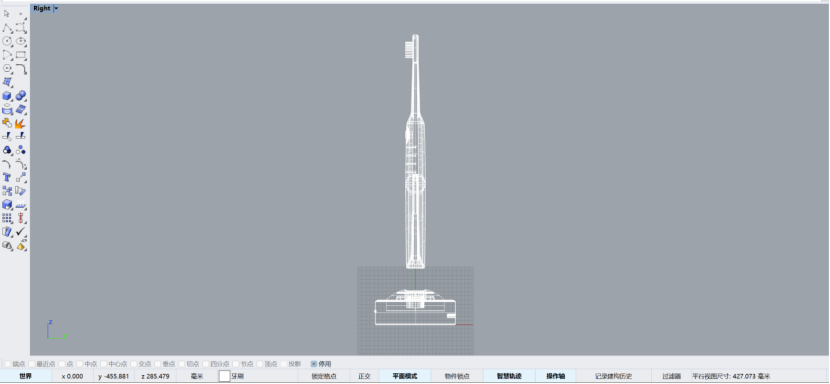 Right
z
端点 最近点 点 中点 中心点 交点 垂点 切点 四分点 节点 顶点 投影 停用
世界 x 0.000 y -455.881 z 285.479 毫米 牙刷 锁定格点 正交 平面模式 物件锁点 智慧轨迹 操作轴 记录建构历史 过滤器 平行视图尺寸: 427.073 毫米